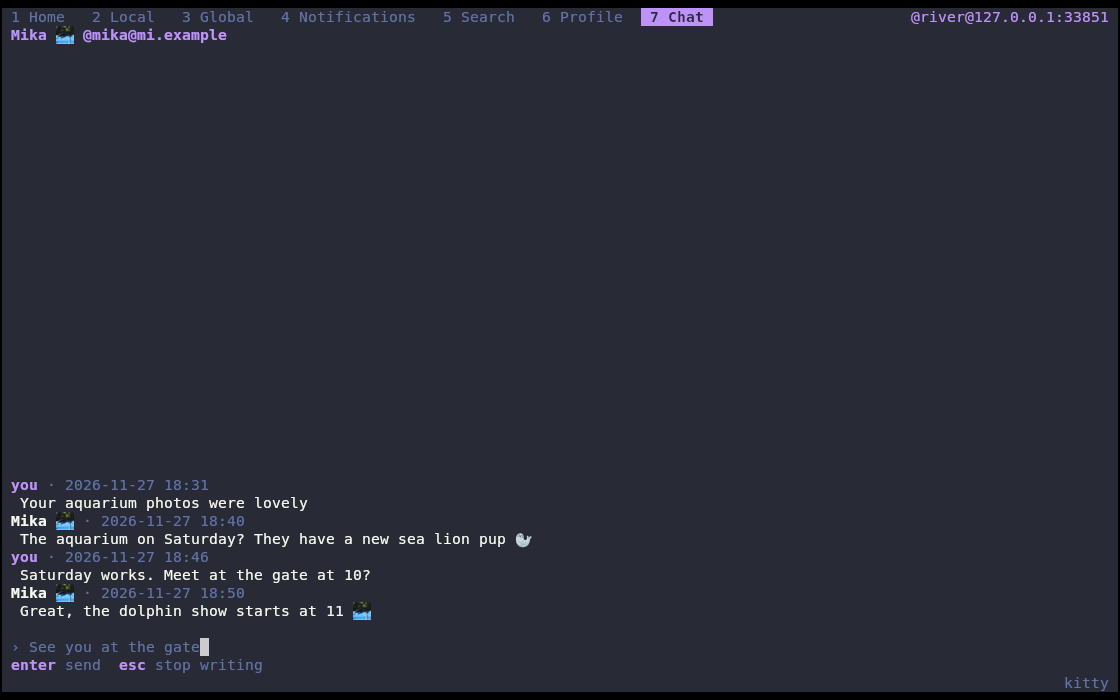 1 Home 2 Local 3 Global 4 Notifications 5 Search 6 Profile 7 Chat @river@127.0.0.1:33851
Mika @mika@mi.example
you · 2026-11-27 18:31
Your aquarium photos were lovely
Mika · 2026-11-27 18:40
The aquarium on Saturday? They have a new sea lion pup 🦭
you · 2026-11-27 18:46
Saturday works. Meet at the gate at 10?
Mika · 2026-11-27 18:50
Great, the dolphin show starts at 11
› See you at the gate
enter send esc stop writing
kitty